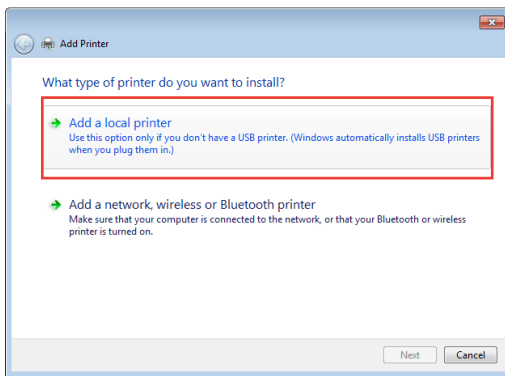 Add Printer
What type of printer do you want to install?
Add a local printer
Use this option only if you don't have a USB printer. (Windows automatically installs USB printers
when you plug them in.)
Add a network, wireless or Bluetooth printer
Make sure that your computer is connected to the network, or that your Bluetooth or wireless
printer is turned on.
Next Cancel